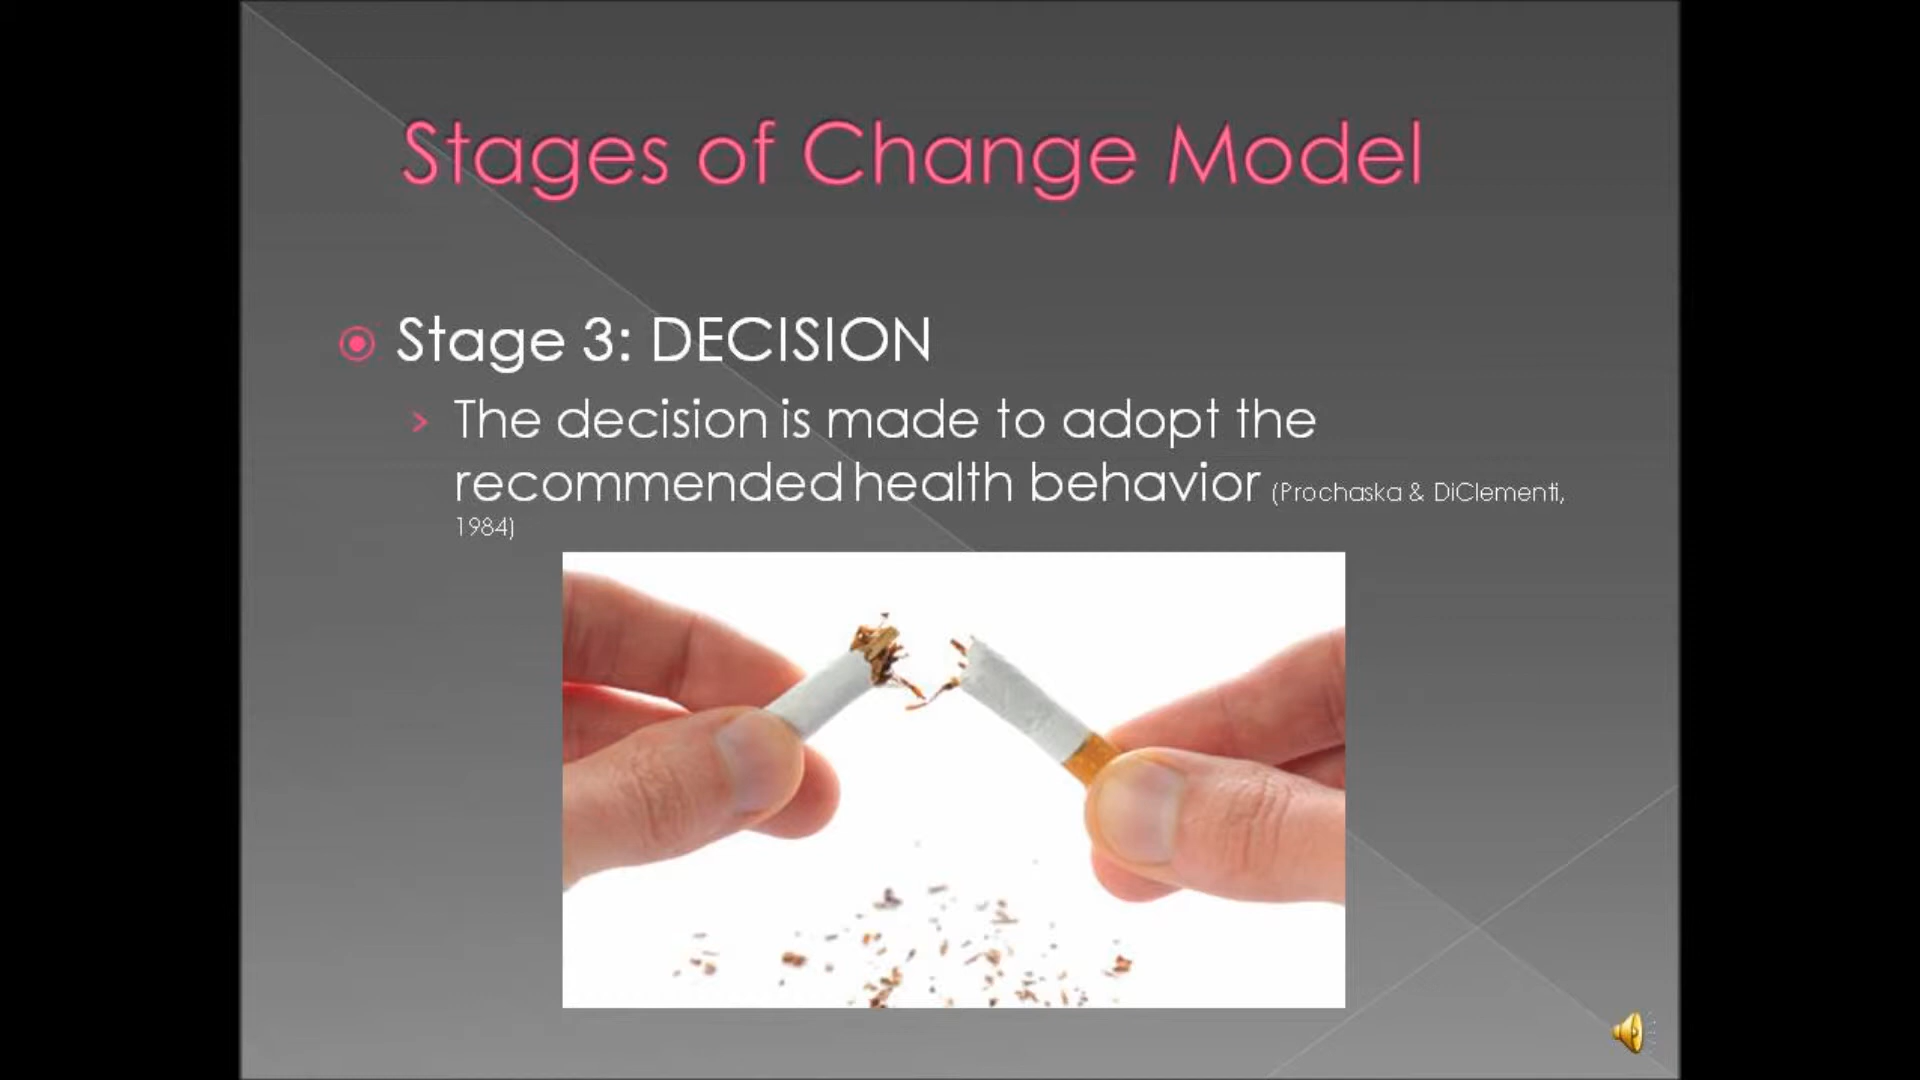 Stages of Change Model
Stage 3: DECISION
The decision is made to adopt the
recommended health behavior (Prochaska & DiClementi,
1984)